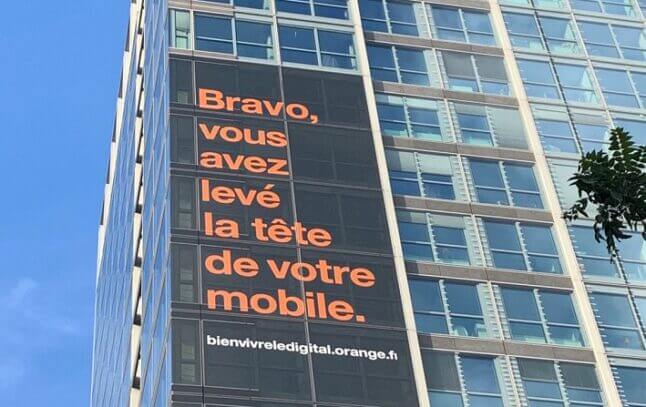 Bravo,
vous
avez
levé
la tête
de votre
mobile.
bienvivreledigital.orange.fr